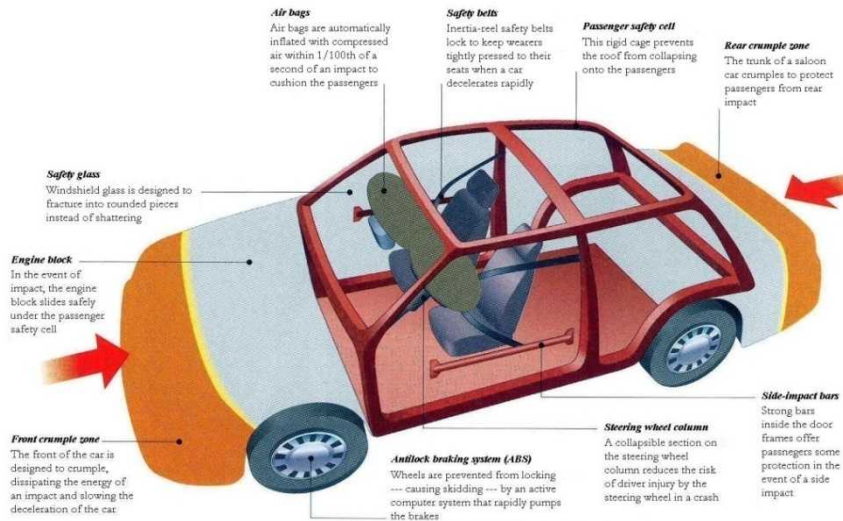 Air bags
Air bags are automatically
inflated with compressed
air within 1/100th of a
second of an impact to
cushion the passengers
Safety belts
Inertia-reel safety belts
lock to keep wearers
tightly pressed to their
seats when a car
decelerates rapidly
Passenger safety cell
This rigid cage prevents
the roof from collapsing
onto the passengers
Rear crumple zone
The trunk of a saloon
car crumples to protect
passengers from rear
impact
Safety glass
Windshield glass is designed to
fracture into rounded pieces
instead of shattering
Engine block
In the event of
impact, the engine
block slides safely
under the passenger
safety cell
Front crumple zone
The front of the car is
designed to crumple,
dissipating the energy of
an impact and slowing the
deceleration of the car
Antilock braking system (ABS)
Wheels are prevented from locking
--- causing skidding --- by an active
computer system that rapidly pumps
the brakes
Steering wheel column
A collapsible section on
the steering wheel
column reduces the risk
of driver injury by the
steering wheel in a crash
Side-impact bars
Strong bars
inside the door
frames offer
passnegers some
protection in the
event of a side
impact